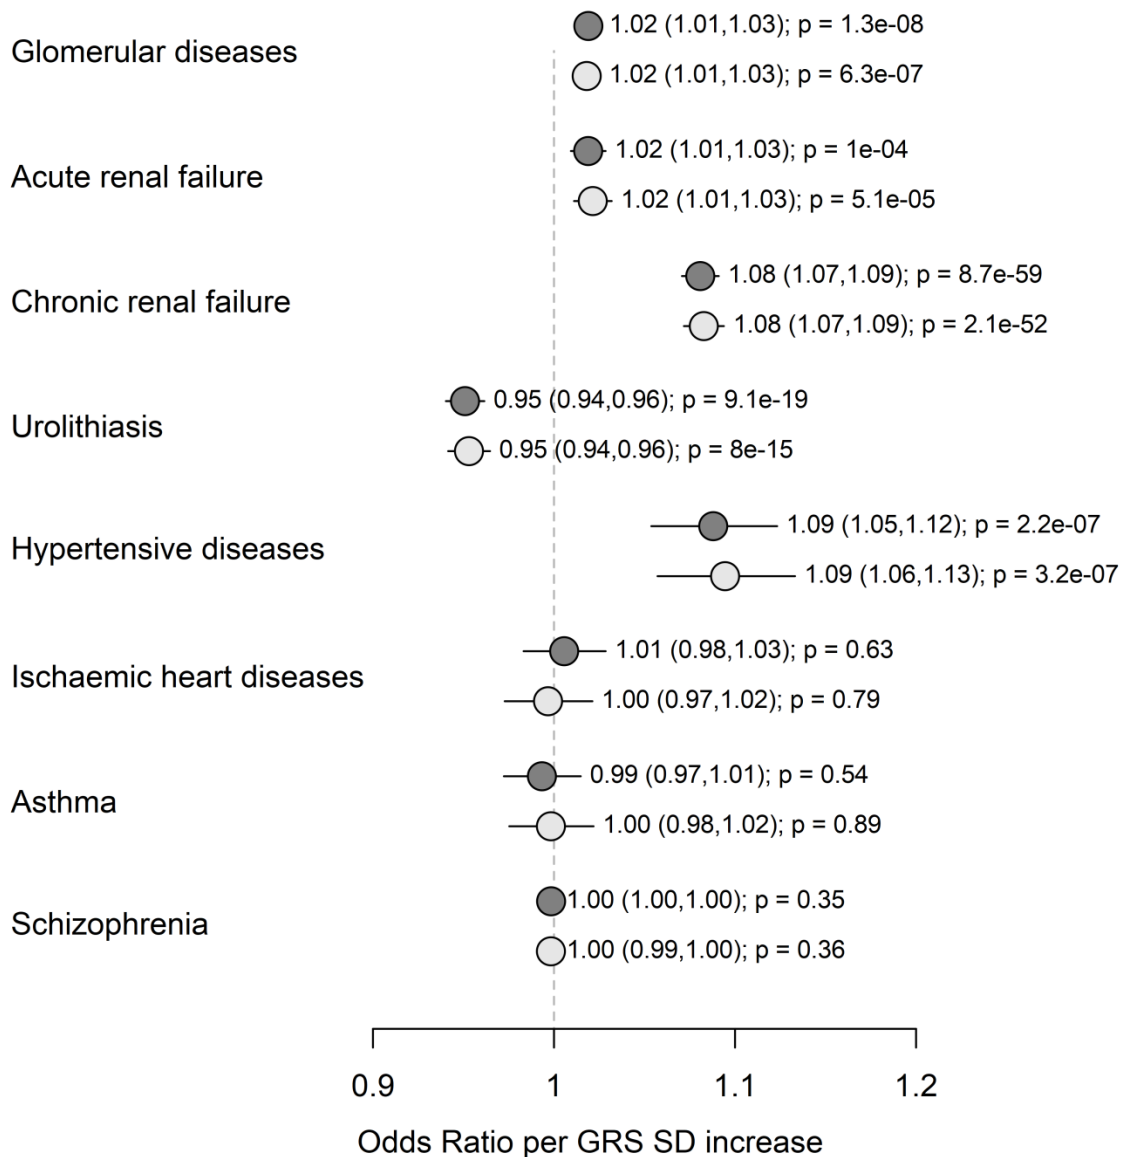 1.02 (1.01,1.03); p = 1.3e-08
Glomerular diseases
1.02 (1.01,1.03); p = 6.3e-07
1.02 (1.01,1.03); p = 1e-04
Acute renal failure
1.02 (1.01,1.03); p = 5.1e-05
1.08 (1.07,1.09); p = 8.7e-59
Chronic renal failure
1.08 (1.07,1.09); p = 2.1e-52
0.95 (0.94,0.96); p = 9.1e-19
Urolithiasis
0.95 (0.94,0.96); p = 8e-15
1.09 (1.05,1.12); p = 2.2e-07
Hypertensive diseases
1.09 (1.06,1.13); p = 3.2e-07
1.01 (0.98,1.03); p = 0.63
Ischaemic heart diseases
1.00 (0.97,1.02); p = 0.79
0.99 (0.97,1.01); p = 0.54
Asthma
1.00 (0.98,1.02); p = 0.89
1.00 (1.00,1.00); p = 0.35
Schizophrenia
1.00 (0.99,1.00); p = 0.36
0.9 1 1.1 1.2
Odds Ratio per GRS SD increase